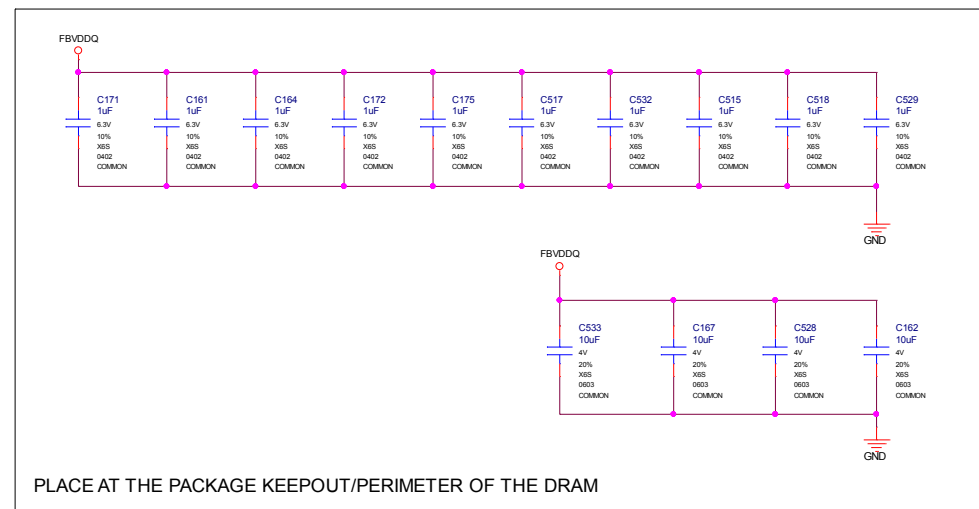 FBVDDQ
C171
1uF
6.3V
10%
X6S
0402
COMMON
C161
1uF
6.3V
10%
X6S
0402
COMMON
C164
1uF
6.3V
10%
X6S
0402
COMMON
C172
1uF
6.3V
10%
X6S
0402
COMMON
C175
1uF
6.3V
10%
X6S
0402
COMMON
C517
1uF
6.3V
10%
X6S
0402
COMMON
C532
1uF
6.3V
10%
X6S
0402
COMMON
C515
1uF
6.3V
10%
X6S
0402
COMMON
C518
1uF
6.3V
10%
X6S
0402
COMMON
C529
1uF
6.3V
10%
X6S
0402
COMMON
GND
FBVDDQ
C533
10uF
4V
20%
X6S
0603
COMMON
C167
10uF
4V
20%
X6S
0603
COMMON
C528
10uF
4V
20%
X6S
0603
COMMON
C162
10uF
4V
20%
X6S
0603
COMMON
GND
PLACE AT THE PACKAGE KEEPOUT/PERIMETER OF THE DRAM